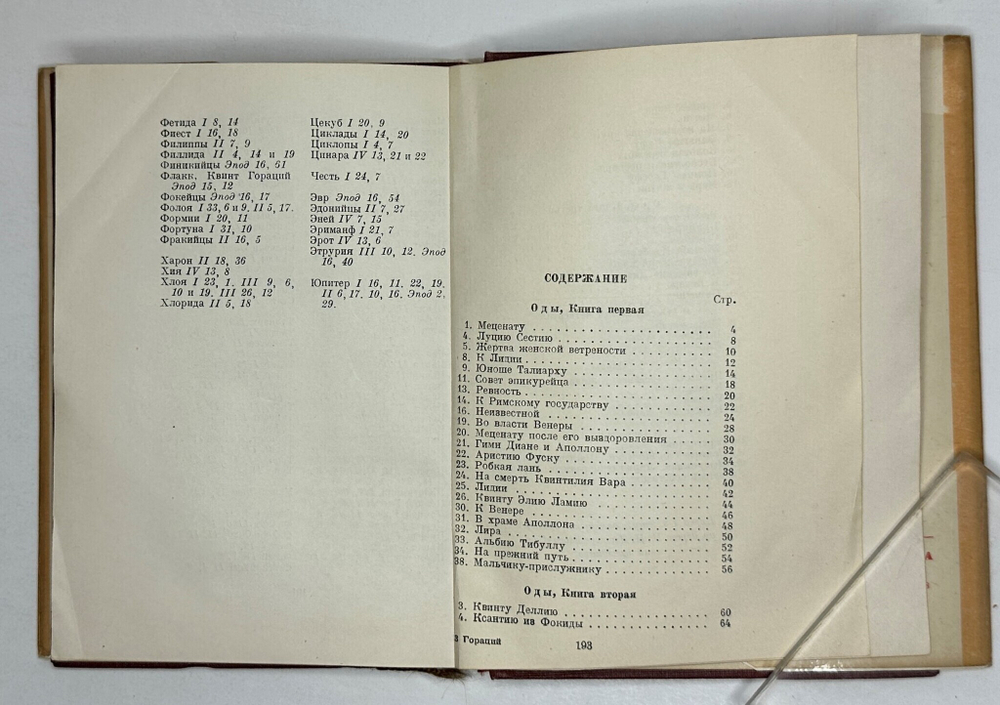 Фетида I 8, 14
Фиест I 16, 18
Филиппы II 7, 9
Филлида II 4, 14 и 19
Финикийцы Эпод 16, 61
Фланк, Квинт Гораций
Эпод 15, 12
Фокейцы Эпод 16, 17
Фолоя I 33, 6 и 9. II 5, 17.
Формии I 20, 11
Фортуна I 31, 10
Фракийцы II 16, 5
Харон II 18, 36
Хия IV 13, 8
Хлоя I 23, 1. III 9, 6,
10 и 19. III 26, 12
Хлорида II 5, 18
Цекуб I 20, 9
Циклады I 14, 20
Циклопы I 4, 7
Цинара IV 13, 21 и 22
Честь I 24, 7
Эвр Эпод 16, 54
Эдонийцы II 7, 27
Эней IV 7, 15
Эриманф I 21, 7
Эрот IV 13, 6
Этрурия III 10, 12. Эпод
16, 40
Юпитер I 16, 11. 22, 19.
II 6, 17. 10, 16. Эпод 2,
29.
СОДЕРЖАНИЕ
Стр.
Оды, Книга первая
1. Меценату 4
4. Луцию Сестию 8
5. Жертва женской ветрености 10
8. К Лидии 12
9. Юноше Талиарху 14
11. Совет эпикурейца 18
13. Ревность 20
14. К Римскому государству 22
16. Неизвестной 24
19. Во власти Венеры 28
20. Меценату после его выздоровления 30
21. Гимн Диане и Аполлону 32
22. Аристию Фуску 34
23. Робкая лань 38
24. На смерть Квинтилия Вара 40
25. Лидии 42
26. Квинту Элию Ламию 44
30. К Венере 46
31. В храме Аполлона 48
32. Лира 50
33. Альбию Тибуллу 52
34. На прежний путь 54
38. Мальчику-прислужнику 56
Оды, Книга вторая
3. Квинту Деллию 60
4. Ксантию из Фокиды 64
3 Гораций
193